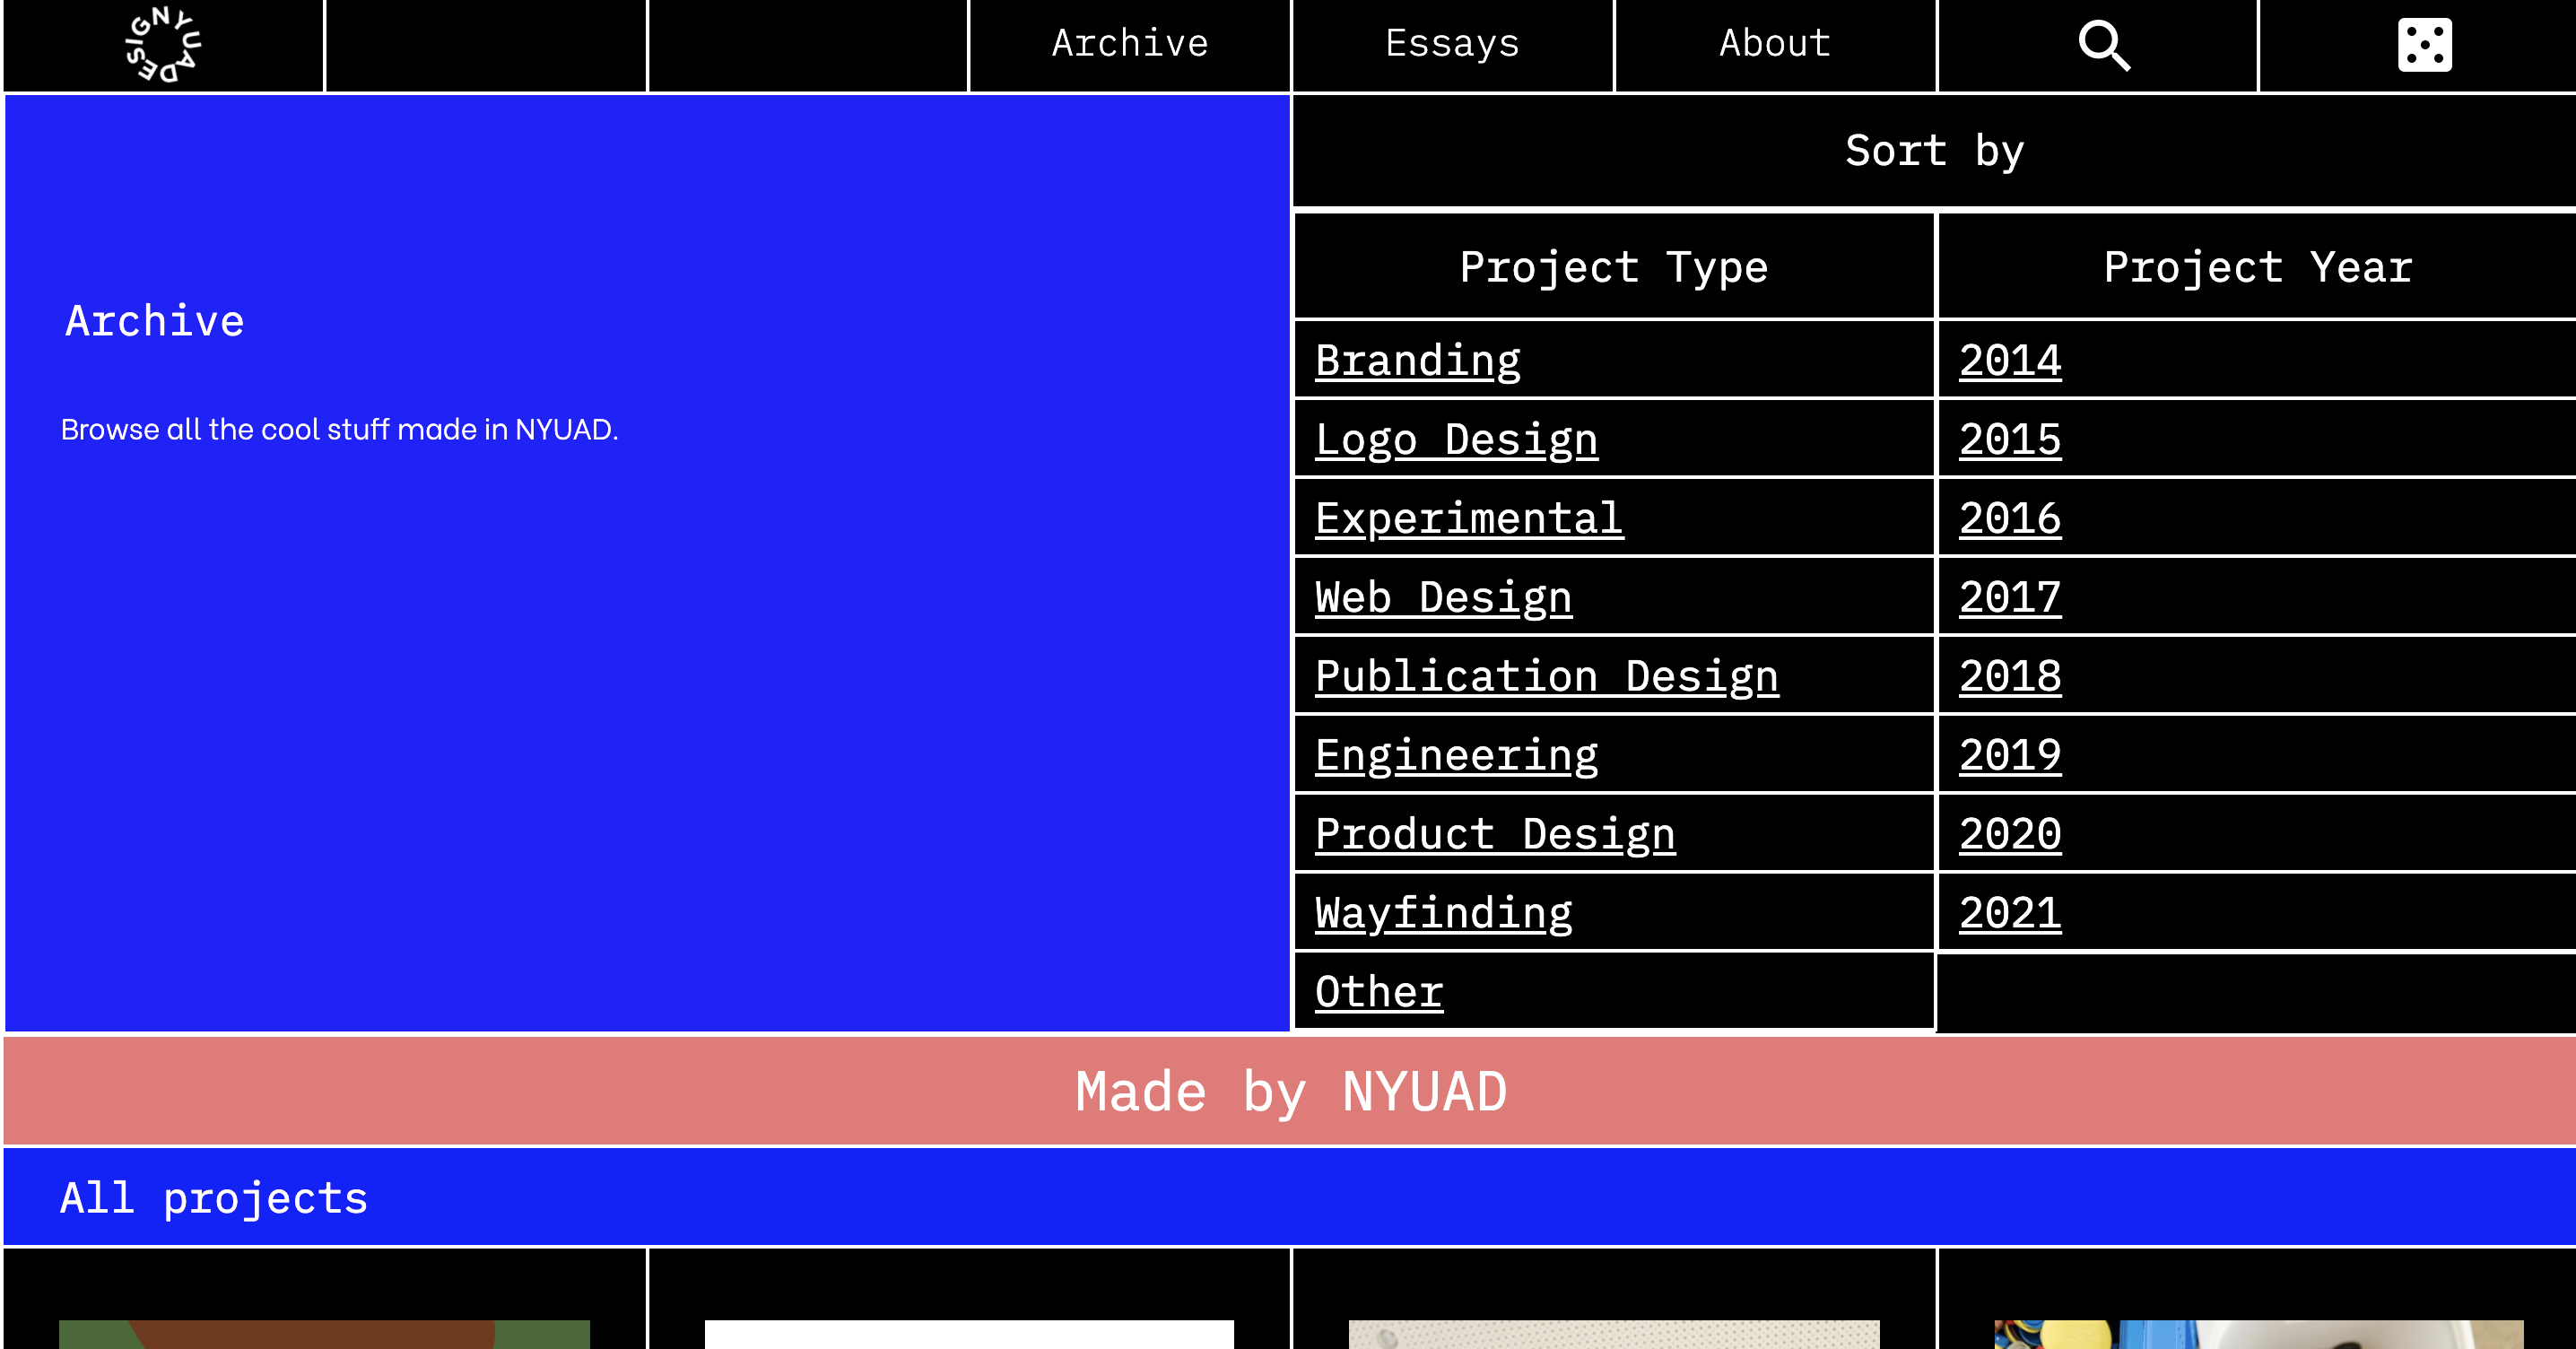 NYUADESIGN
Archive
Essays
About
Sort by
Archive
Browse all the cool stuff made in NYUAD.
Project Type
Project Year
Branding
2014
Logo Design
2015
Experimental
2016
Web Design
2017
Publication Design
2018
Engineering
2019
Product Design
2020
Wayfinding
2021
Other
Made by NYUAD
All projects